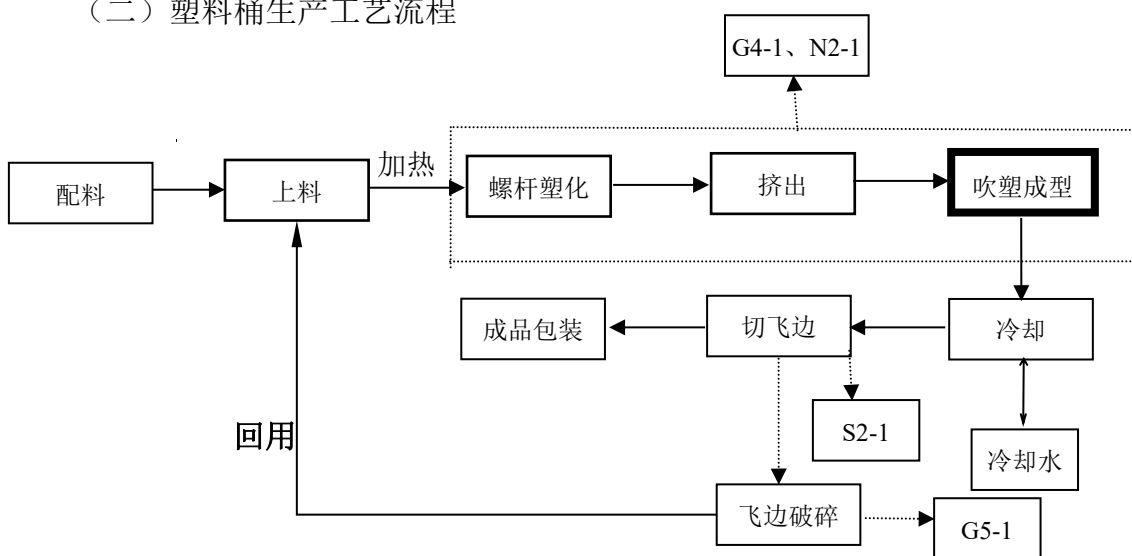 （二）塑料桶生产工艺流程
G4-1、N2-1
配料
上料
加热
螺杆塑化
挤出
吹塑成型
成品包装
切飞边
冷却
回用
S2-1
冷却水
飞边破碎
G5-1